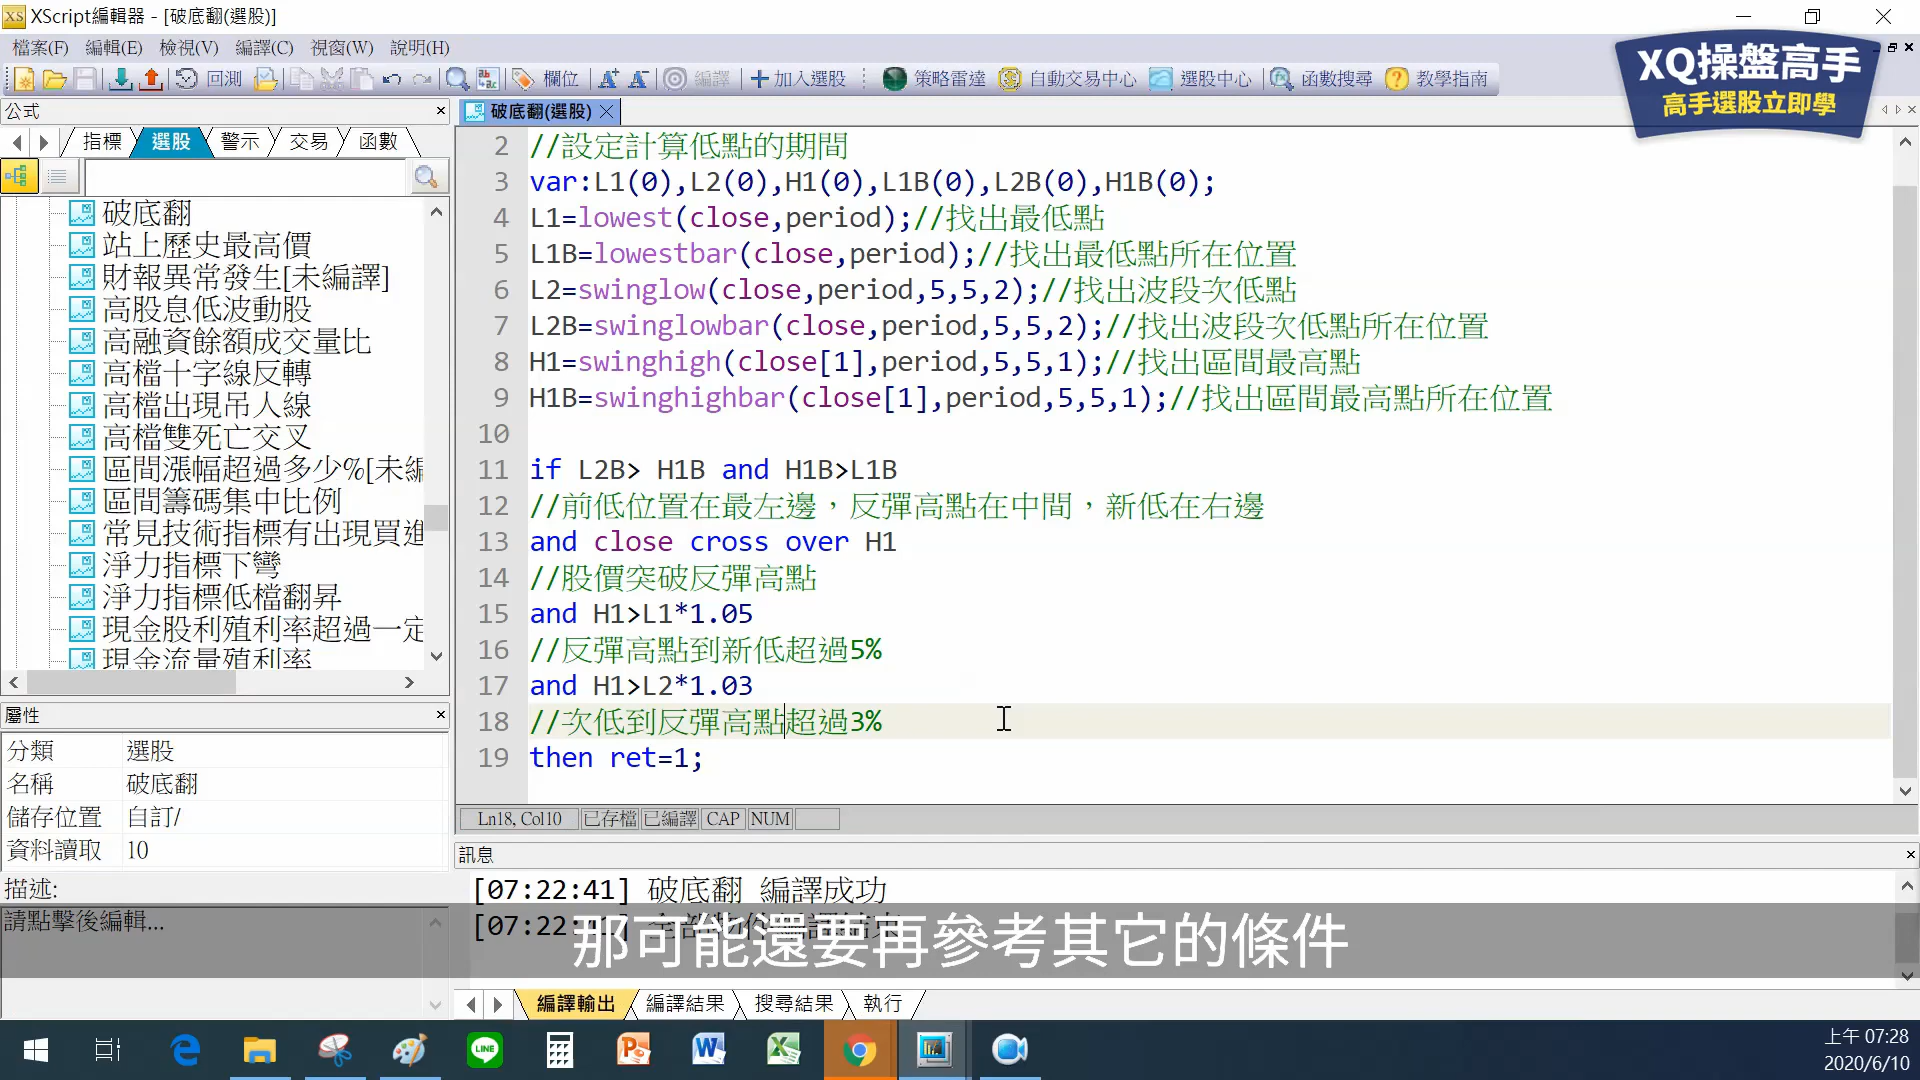 XScript編輯器 - [破底翻(選股)]
檔案(F) 編輯(E) 檢視(V) 編譯(C) 視窗(W) 說明(H)
回測 欄位 編譯 加入選股 策略雷達 自動交易中心 選股中心 函數搜尋 教學指南
XQ操盤高手
高手選股立即學
公式
指標 選股 警示 交易 函數
破底翻
站上歷史最高價
財報異常發生[未編譯]
高股息低波動股
高融資餘額成交量比
高檔十字線反轉
高檔出現吊人線
高檔雙死亡交叉
區間漲幅超過多少%[未編
區間籌碼集中比例
常見技術指標有出現買進
淨力指標下彎
淨力指標低檔翻昇
現金股利殖利率超過一定
現金流量殖利率
屬性
分類 選股
名稱 破底翻
儲存位置 自訂/
資料讀取 10
描述:
請點擊後編輯...
破底翻(選股)
2 //設定計算低點的期間
3 var:L1(0),L2(0),H1(0),L1B(0),L2B(0),H1B(0);
4 L1=lowest(close,period);//找出最低點
5 L1B=lowestbar(close,period);//找出最低點所在位置
6 L2=swinglow(close,period,5,5,2);//找出波段次低點
7 L2B=swinglowbar(close,period,5,5,2);//找出波段次低點所在位置
8 H1=swinghigh(close[1],period,5,5,1);//找出區間最高點
9 H1B=swinghighbar(close[1],period,5,5,1);//找出區間最高點所在位置
10
11 if L2B> H1B and H1B>L1B
12 //前低位置在最左邊，反彈高點在中間，新低在右邊
13 and close cross over H1
14 //股價突破反彈高點
15 and H1>L1*1.05
16 //反彈高點到新低超過5%
17 and H1>L2*1.03
18 //次低到反彈高點超過3%
19 then ret=1;
Ln18, Col10 已存檔 已編譯 CAP NUM
訊息
[07:22:41] 破底翻 編譯成功
那可能還要再參考其它的條件
編譯輸出 編譯結果 搜尋結果 執行
上午 07:28
2020/6/10